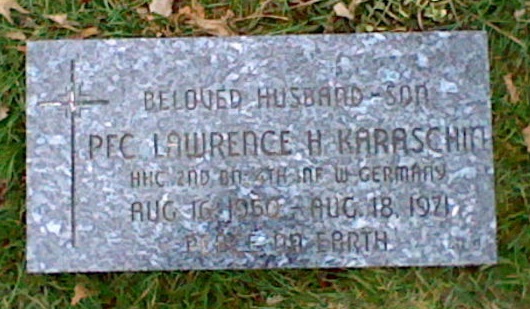 BELOVED HUSBAND-SON
PFC LAWRENCE H KARASCHIN
HHC 2ND BN 4TH INF W GERMANY
AUG. 16, 1950 - AUG. 18, 1971
PEACE ON EARTH